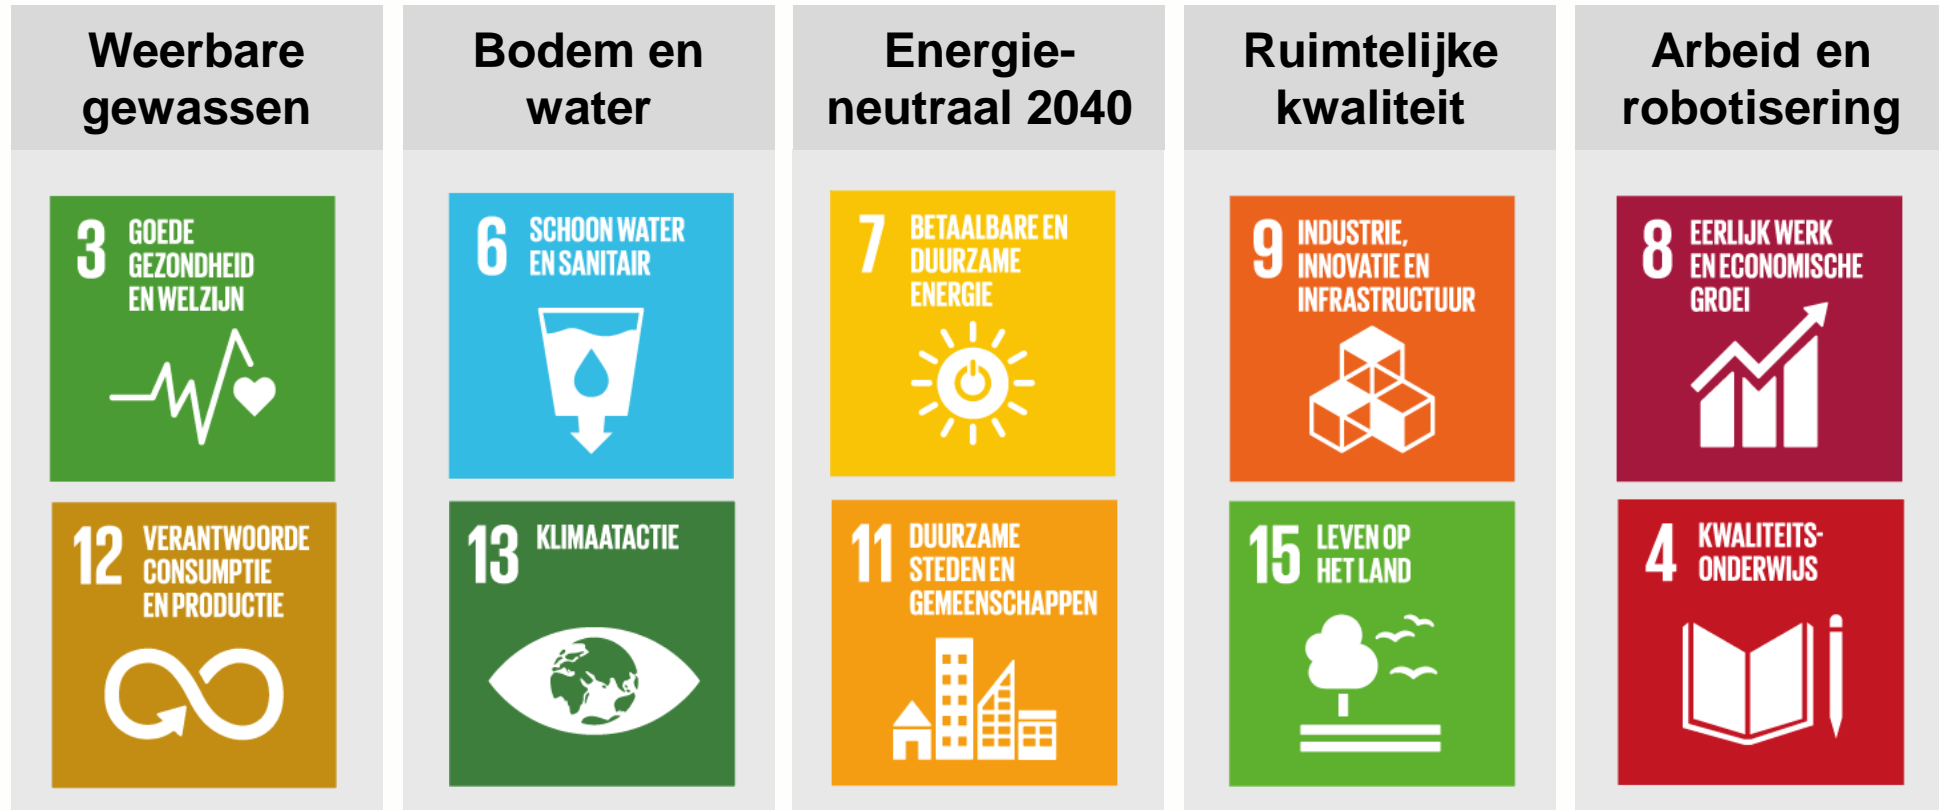 Weerbare
gewassen
3 GOEDE
GEZONDHEID
EN WELZIJN
12 VERANTWOORDE
CONSUMPTIE
EN PRODUCTIE
Bodem en
water
6 SCHOON WATER
EN SANITAIR
13 KLIMAATACTIE
Energie-
neutraal 2040
7 BETAALBARE EN
DUURZAME
ENERGIE
11 DUURZAME
STEDEN EN
GEMEENSCHAPPEN
Ruimtelijke
kwaliteit
9 INDUSTRIE,
INNOVATIE EN
INFRASTRUCTUUR
15 LEVEN OP
HET LAND
Arbeid en
robotisering
8 EERLIJK WERK
EN ECONOMISCHE
GROEI
4 KWALITEITS-
ONDERWIJS